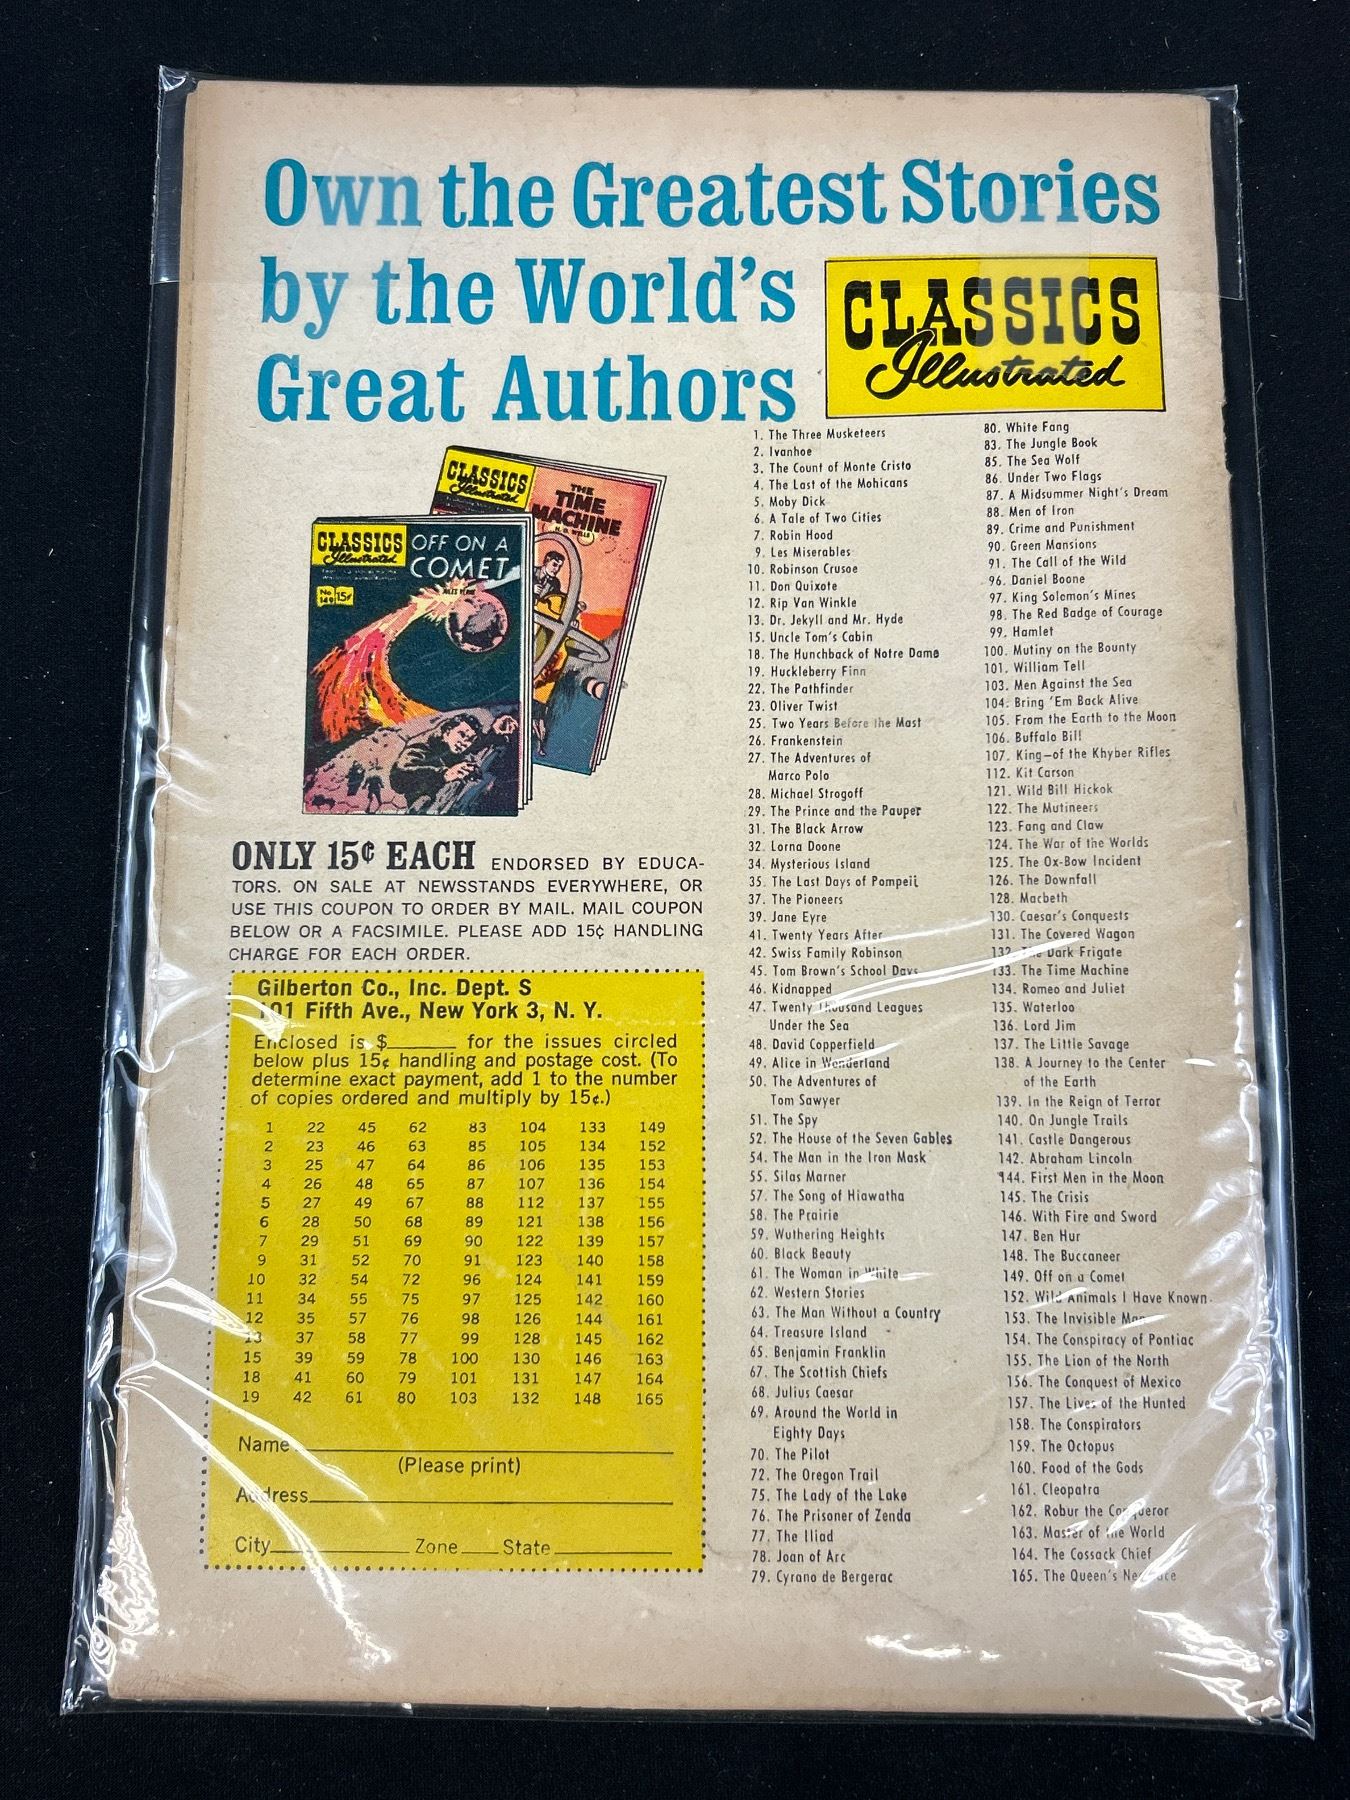 Own the Greatest Stories
by the World's
Great Authors
CLASSICS
Illustrated
CLASSICS
Illustrated
THE
TIME
MACHINE
H. G. WELLS
CLASSICS
Illustrated
OFF ON A
COMET
JULES VERNE
No. 149
15¢
ONLY 15¢ EACH ENDORSED BY EDUCA-
TORS. ON SALE AT NEWSSTANDS EVERYWHERE, OR
USE THIS COUPON TO ORDER BY MAIL. MAIL COUPON
BELOW OR A FACSIMILE. PLEASE ADD 15¢ HANDLING
CHARGE FOR EACH ORDER.
Gilberton Co., Inc. Dept. S
101 Fifth Ave., New York 3, N. Y.
Enclosed is $______ for the issues circled
below plus 15¢ handling and postage cost. (To
determine exact payment, add 1 to the number
of copies ordered and multiply by 15¢.)
1 22 45 62 83 104 133 149
2 23 46 63 85 105 134 152
3 25 47 64 86 106 135 153
4 26 48 65 87 107 136 154
5 27 49 67 88 112 137 155
6 28 50 68 89 121 138 156
7 29 51 69 90 122 139 157
9 31 52 70 91 123 140 158
10 32 54 72 96 124 141 159
11 34 55 75 97 125 142 160
12 35 57 76 98 126 144 161
13 37 58 77 99 128 145 162
15 39 59 78 100 130 146 163
18 41 60 79 101 131 147 164
19 42 61 80 103 132 148 165
Name
(Please print)
Address
City Zone State
1. The Three Musketeers
2. Ivanhoe
3. The Count of Monte Cristo
4. The Last of the Mohicans
5. Moby Dick
6. A Tale of Two Cities
7. Robin Hood
9. Les Miserables
10. Robinson Crusoe
11. Don Quixote
12. Rip Van Winkle
13. Dr. Jekyll and Mr. Hyde
15. Uncle Tom's Cabin
18. The Hunchback of Notre Dame
19. Huckleberry Finn
22. The Pathfinder
23. Oliver Twist
25. Two Years Before the Mast
26. Frankenstein
27. The Adventures of
Marco Polo
28. Michael Strogoff
29. The Prince and the Pauper
31. The Black Arrow
32. Lorna Doone
34. Mysterious Island
35. The Last Days of Pompeii
37. The Pioneers
39. Jane Eyre
41. Twenty Years After
42. Swiss Family Robinson
45. Tom Brown's School Days
46. Kidnapped
47. Twenty Thousand Leagues
Under the Sea
48. David Copperfield
49. Alice in Wonderland
50. The Adventures of
Tom Sawyer
51. The Spy
52. The House of the Seven Gables
54. The Man in the Iron Mask
55. Silas Marner
57. The Song of Hiawatha
58. The Prairie
59. Wuthering Heights
60. Black Beauty
61. The Woman in White
62. Western Stories
63. The Man Without a Country
64. Treasure Island
65. Benjamin Franklin
67. The Scottish Chiefs
68. Julius Caesar
69. Around the World in
Eighty Days
70. The Pilot
72. The Oregon Trail
75. The Lady of the Lake
76. The Prisoner of Zenda
77. The Iliad
78. Joan of Arc
79. Cyrano de Bergerac
80. White Fang
83. The Jungle Book
85. The Sea Wolf
86. Under Two Flags
87. A Midsummer Night's Dream
88. Men of Iron
89. Crime and Punishment
90. Green Mansions
91. The Call of the Wild
96. Daniel Boone
97. King Solomon's Mines
98. The Red Badge of Courage
99. Hamlet
100. Mutiny on the Bounty
101. William Tell
103. Men Against the Sea
104. Bring 'Em Back Alive
105. From the Earth to the Moon
106. Buffalo Bill
107. King—of the Khyber Rifles
112. Kit Carson
121. Wild Bill Hickok
122. The Mutineers
123. Fang and Claw
124. The War of the Worlds
125. The Ox-Bow Incident
126. The Downfall
128. Macbeth
130. Caesar's Conquests
131. The Covered Wagon
132. The Dark Frigate
133. The Time Machine
134. Romeo and Juliet
135. Waterloo
136. Lord Jim
137. The Little Savage
138. A Journey to the Center
of the Earth
139. In the Reign of Terror
140. On Jungle Trails
141. Castle Dangerous
142. Abraham Lincoln
144. First Men in the Moon
145. The Crisis
146. With Fire and Sword
147. Ben Hur
148. The Buccaneer
149. Off on a Comet
152. Wild Animals I Have Known
153. The Invisible Man
154. The Conspiracy of Pontiac
155. The Lion of the North
156. The Conquest of Mexico
157. The Lives of the Hunted
158. The Conspirators
159. The Octopus
160. Food of the Gods
161. Cleopatra
162. Robur the Conqueror
163. Master of the World
164. The Cossack Chief
165. The Queen's Necklace